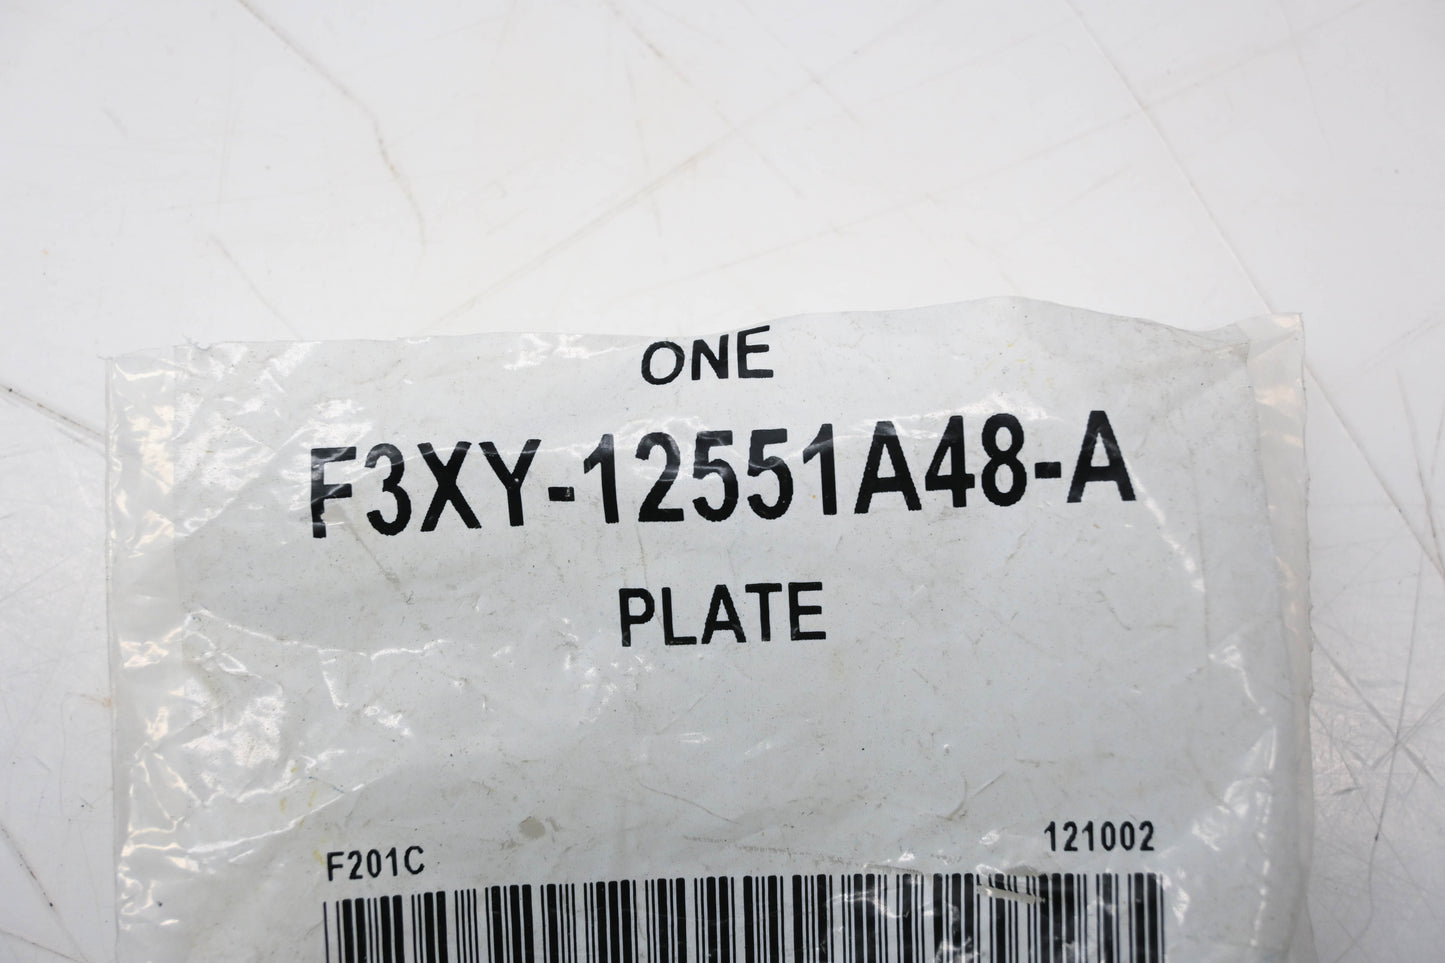 ONE
F3XY-12551A48-A
PLATE
F201C
121002